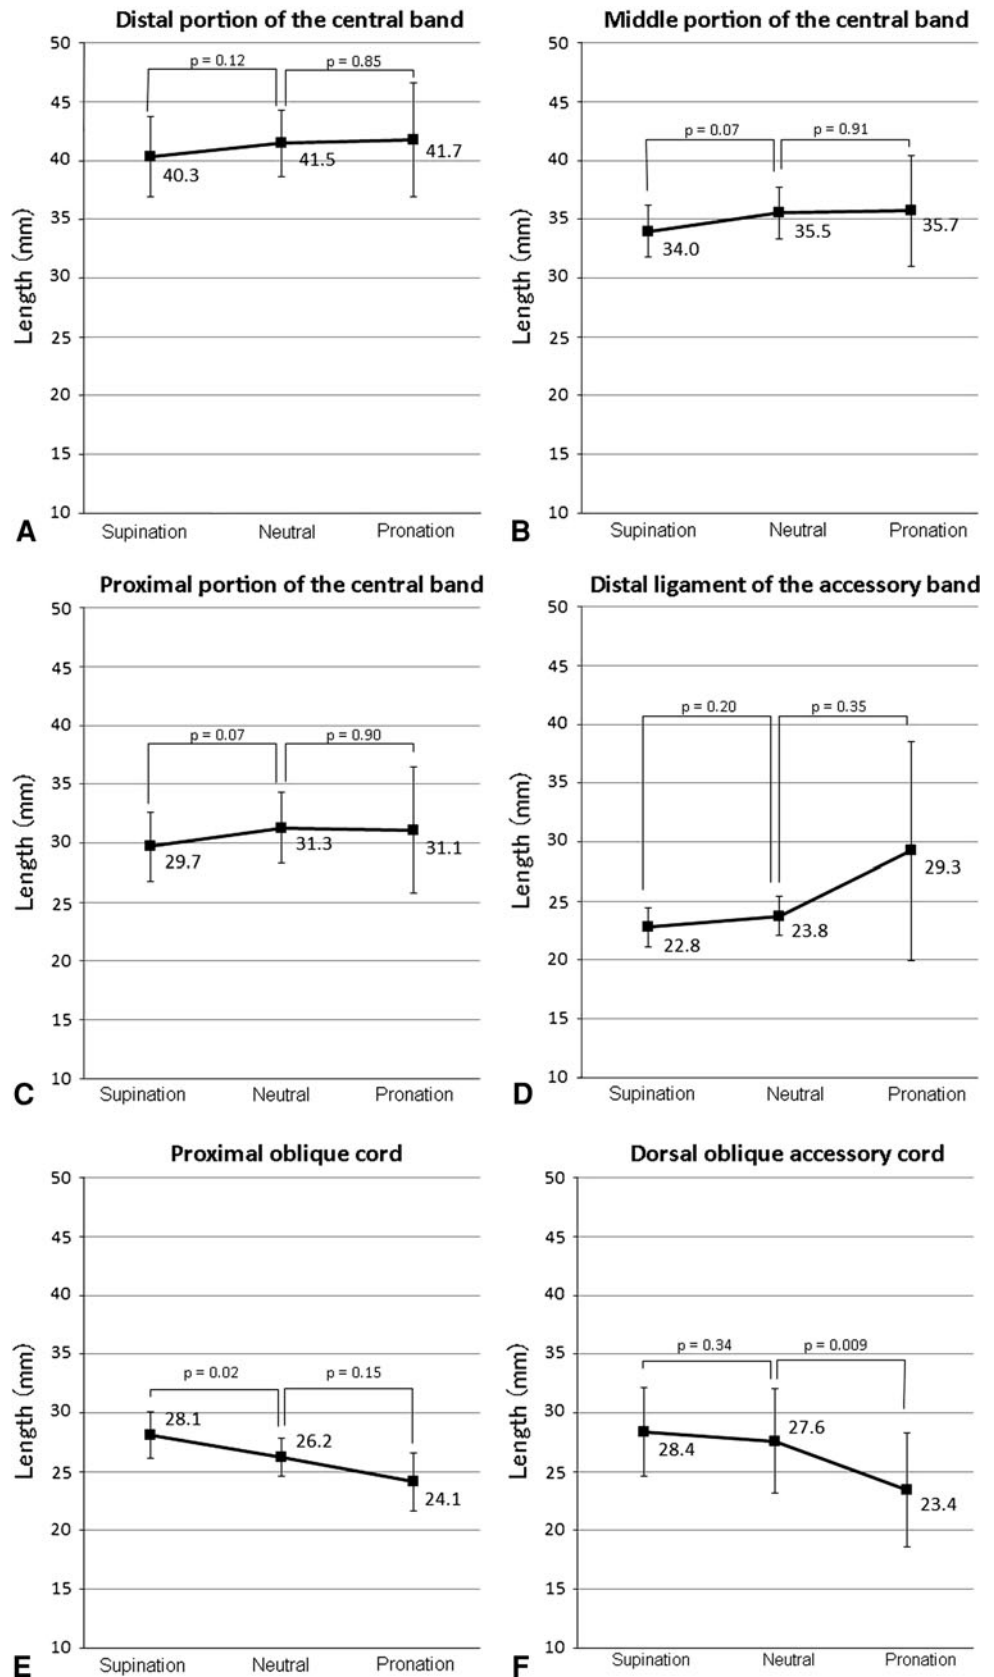 Distal portion of the central band
50
45
40
35
30
25
20
15
10
Length (mm)
p = 0.12
p = 0.85
40.3
41.5
41.7
Supination Neutral Pronation
A
Middle portion of the central band
50
45
40
35
30
25
20
15
10
Length (mm)
p = 0.07
p = 0.91
34.0
35.5
35.7
Supination Neutral Pronation
B
Proximal portion of the central band
50
45
40
35
30
25
20
15
10
Length (mm)
p = 0.07
p = 0.90
29.7
31.3
31.1
Supination Neutral Pronation
C
Distal ligament of the accessory band
50
45
40
35
30
25
20
15
10
Length (mm)
p = 0.20
p = 0.35
22.8
23.8
29.3
Supination Neutral Pronation
D
Proximal oblique cord
50
45
40
35
30
25
20
15
10
Length (mm)
p = 0.02
p = 0.15
28.1
26.2
24.1
Supination Neutral Pronation
E
Dorsal oblique accessory cord
50
45
40
35
30
25
20
15
10
Length (mm)
p = 0.34
p = 0.009
28.4
27.6
23.4
Supination Neutral Pronation
F